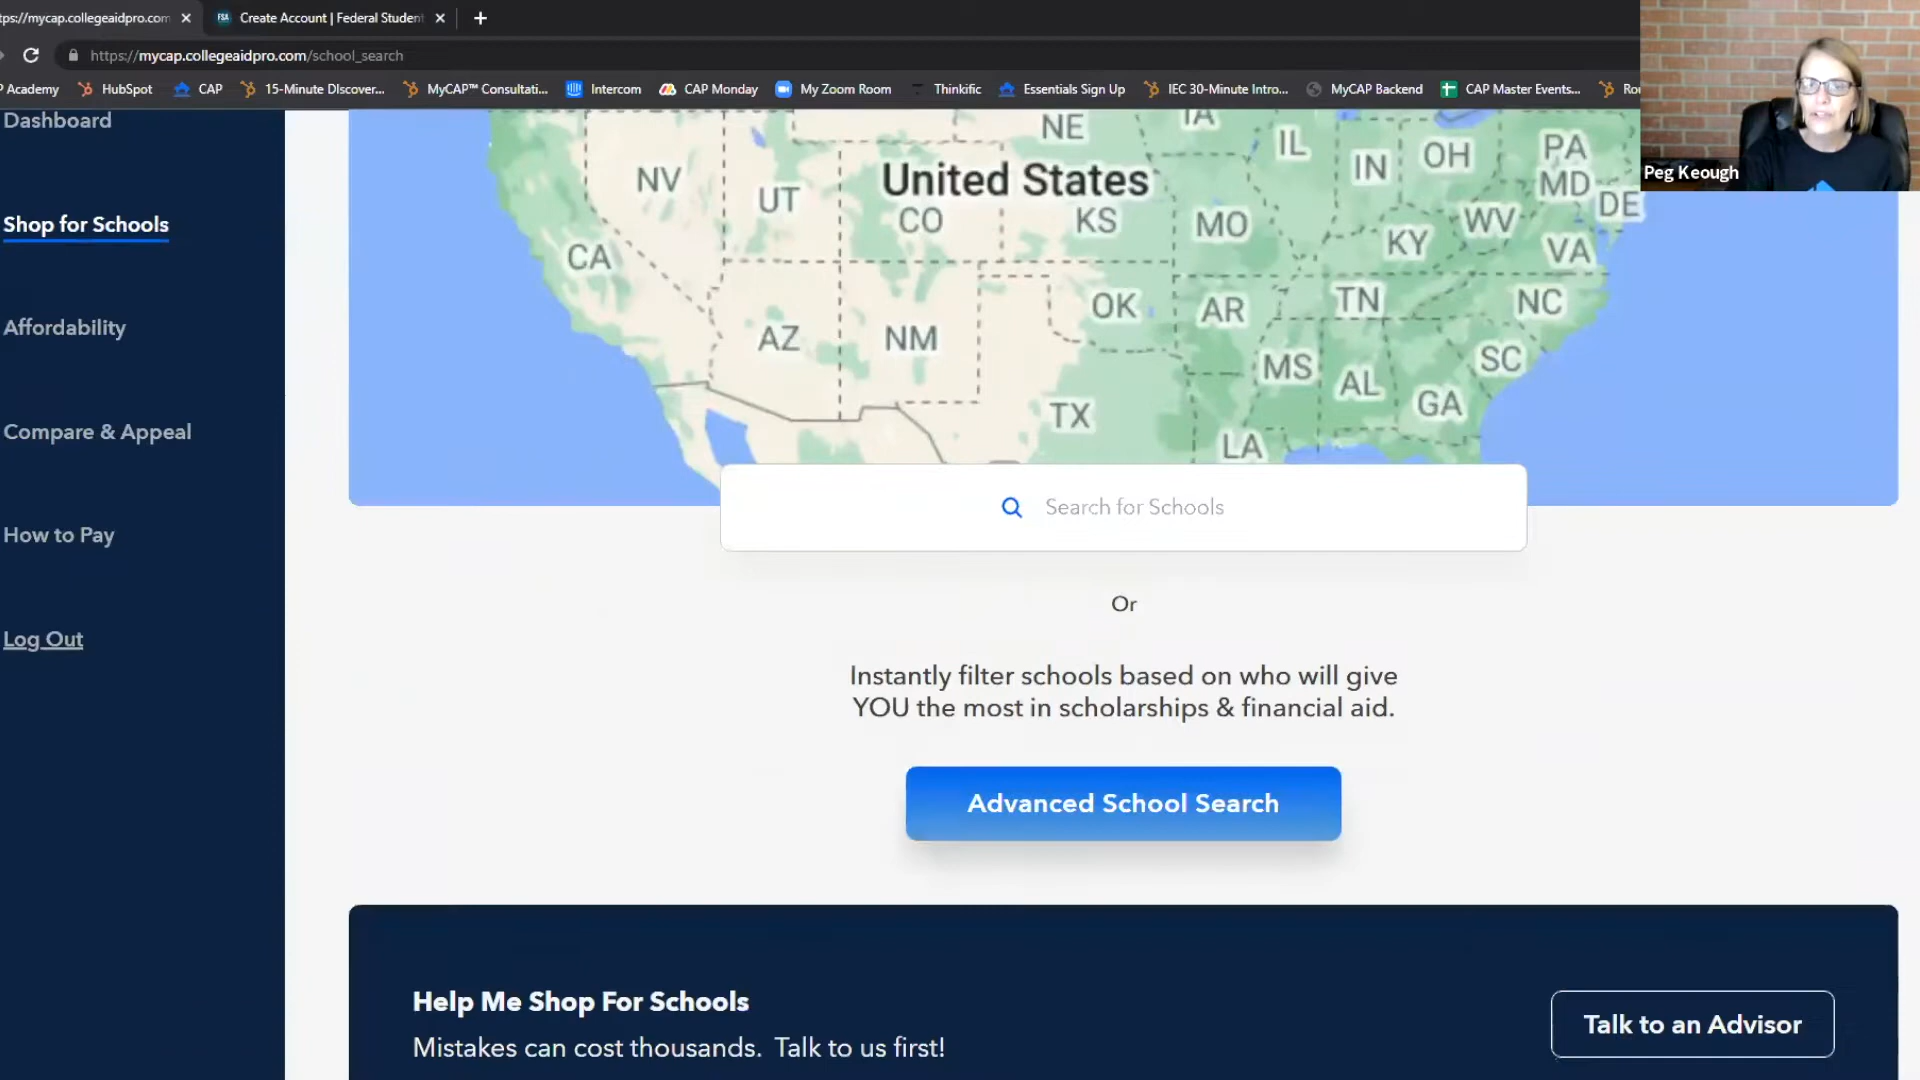 tps://mycap.collegeaidpro.com
Create Account | Federal Student
https://mycap.collegeaidpro.com/school_search
P Academy HubSpot CAP 15-Minute DIscover... MyCAP™ Consultati... Intercom CAP Monday My Zoom Room Thinkific Essentials Sign Up IEC 30-Minute Intro... MyCAP Backend CAP Master Events... Rou
Peg Keough
Dashboard
Shop for Schools
Affordability
Compare & Appeal
How to Pay
Log Out
NE IA IL IN OH PA
MD DE
NV UT United States
CO KS MO KY WV VA
CA
AZ NM OK AR TN NC
MS AL GA SC
TX LA
Search for Schools
Or
Instantly filter schools based on who will give
YOU the most in scholarships & financial aid.
Advanced School Search
Help Me Shop For Schools
Mistakes can cost thousands. Talk to us first!
Talk to an Advisor